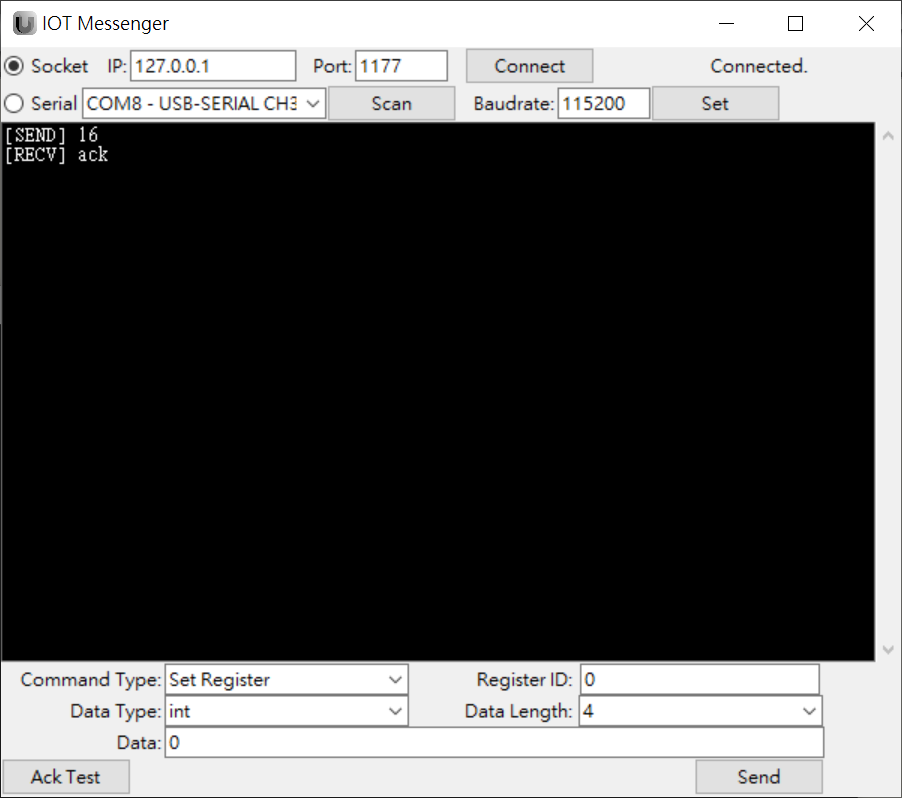 IOT Messenger
Socket IP: 127.0.0.1 Port: 1177 Connect Connected.
Serial COM8 - USB-SERIAL CH3 Scan Baudrate: 115200 Set
[SEND] 16
[RECV] ack
Command Type: Set Register Register ID: 0
Data Type: int Data Length: 4
Data: 0
Ack Test Send